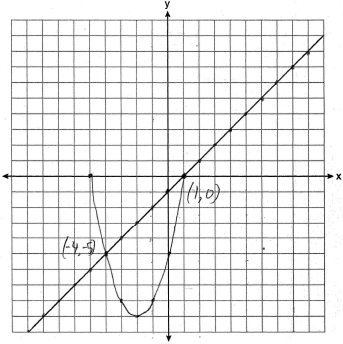 y
x
(1,0)
(-4,-5)